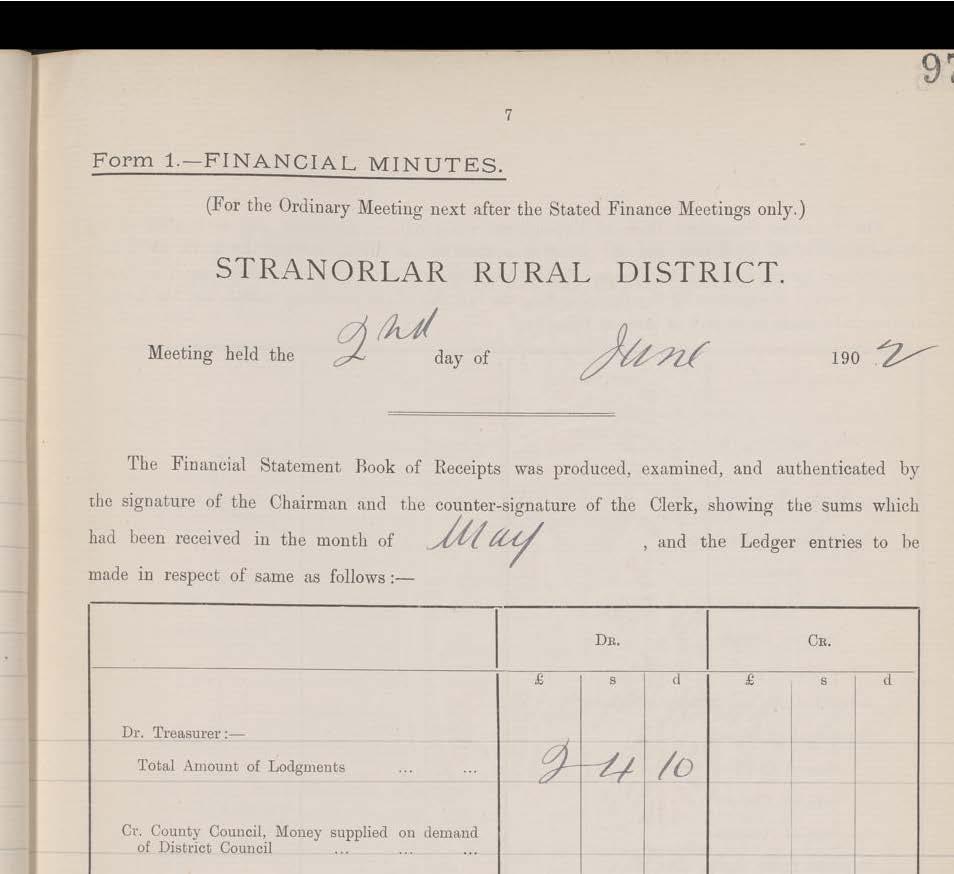 97
7
Form 1.—FINANCIAL MINUTES.
(For the Ordinary Meeting next after the Stated Finance Meetings only.)
STRANORLAR RURAL DISTRICT.
Meeting held the 2nd day of June 1902
The Financial Statement Book of Receipts was produced, examined, and authenticated by
the signature of the Chairman and the counter-signature of the Clerk, showing the sums which
had been received in the month of May , and the Ledger entries to be
made in respect of same as follows :—
DR. CR.
£ s d £ s d
Dr. Treasurer :—
Total Amount of Lodgments ... ... 2 4 10
Cr. County Council, Money supplied on demand
of District Council ... ... ...